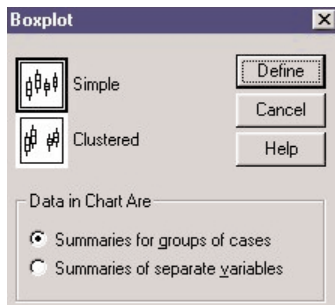 Boxplot
Simple
Clustered
Define
Cancel
Help
Data in Chart Are
Summaries for groups of cases
Summaries of separate variables